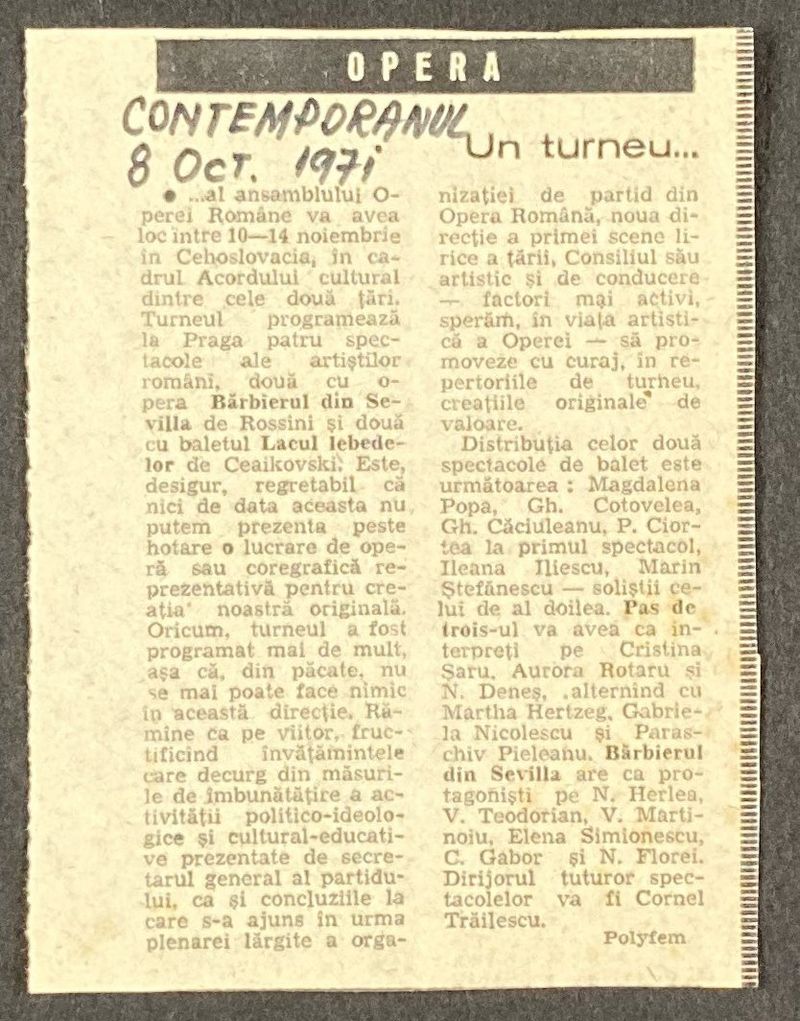 OPERA
CONTEMPORANUL
8 OCT. 1971
Un turneu...
● ...al ansamblului O-
perei Române va avea
loc între 10—14 noiembrie
în Cehoslovacia, în ca-
drul Acordului cultural
dintre cele două țări.
Turneul programează
la Praga patru spec-
tacole ale artiștilor
români, două cu o-
pera Bărbierul din Se-
villa de Rossini și două
cu baletul Lacul lebede-
lor de Ceaikovski. Este,
desigur, regretabil că
nici de data aceasta nu
putem prezenta peste
hotare o lucrare de ope-
ră sau coregrafică re-
prezentativă pentru cre-
ația noastră originală.
Oricum, turneul a fost
programat mai de mult,
așa că, din păcate, nu
se mai poate face nimic
în această direcție. Ră-
mîne ca pe viitor, fruc-
tificînd învățămintele
care decurg din măsuri-
le de îmbunătățire a ac-
tivității politico-ideolo-
gice și cultural-educati-
ve prezentate de secre-
tarul general al partidu-
lui, ca și concluziile la
care s-a ajuns în urma
plenarei lărgite a orga-
nizației de partid din
Opera Română, noua di-
recție a primei scene li-
rice a țării, Consiliul său
artistic și de conducere
— factori mai activi,
sperăm, în viața artisti-
că a Operei — să pro-
moveze cu curaj, în re-
pertoriile de turneu,
creațiile originale de
valoare.
Distribuția celor două
spectacole de balet este
următoarea : Magdalena
Popa, Gh. Cotovelea,
Gh. Căciuleanu, P. Cior-
tea la primul spectacol,
Ileana Iliescu, Marin
Ștefănescu — soliștii ce-
lui de al doilea. Pas de
trois-ul va avea ca in-
terpreți pe Cristina
Saru, Aurora Rotaru și
N. Deneș, alternînd cu
Martha Hertzeg, Gabrie-
la Nicolescu și Paras-
chiv Pieleanu. Bărbierul
din Sevilla are ca pro-
tagoniști pe N. Herlea,
V. Teodorian, V. Marti-
noiu, Elena Simionescu,
C. Gabor și N. Florei.
Dirijorul tuturor spec-
tacolelor va fi Cornel
Trăilescu.
Polyfem